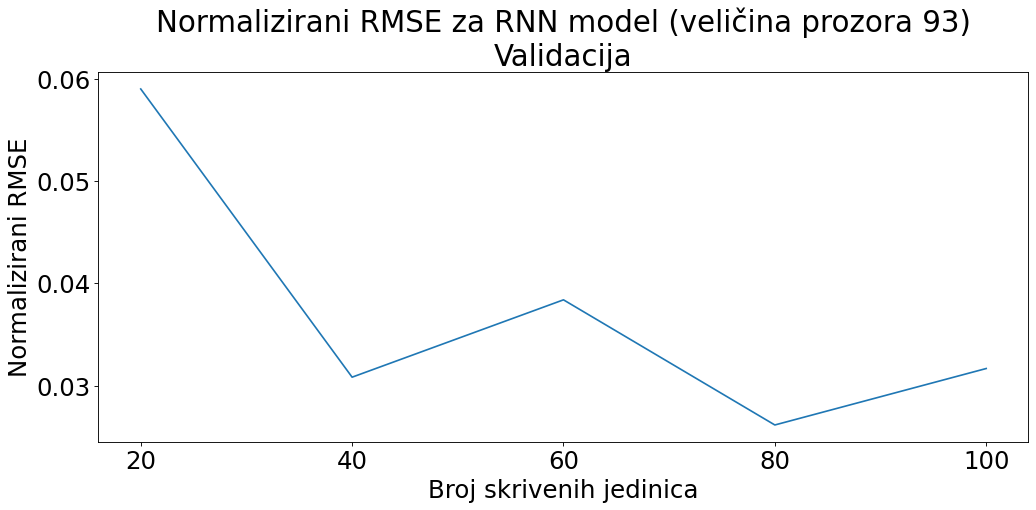 Normalizirani RMSE za RNN model (veličina prozora 93)
Validacija
Normalizirani RMSE
0.06
0.05
0.04
0.03
20 40 60 80 100
Broj skrivenih jedinica